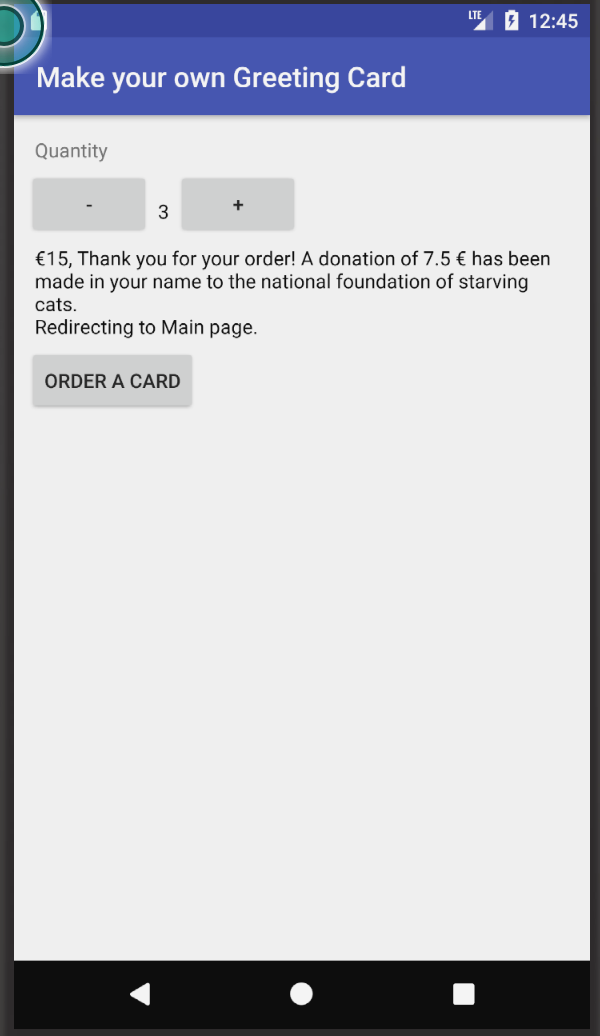 LTE 12:45
Make your own Greeting Card
Quantity
- 3 +
€15, Thank you for your order! A donation of 7.5 € has been
made in your name to the national foundation of starving
cats.
Redirecting to Main page.
ORDER A CARD